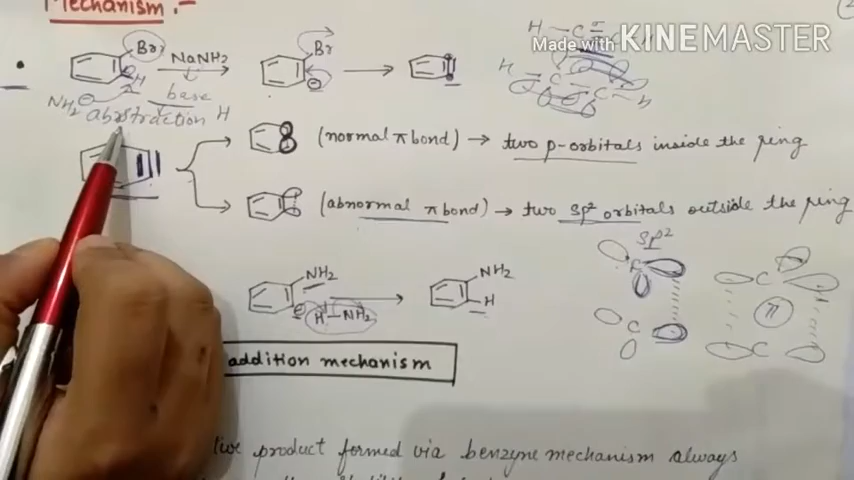 Mechanism:-
Made with KINEMASTER
Br NaNH2 Br H C
H base H C
NH2⊖ abstraction H C H
(normal π bond) → two p-orbitals inside the ring
(abnormal π bond) → two sp² orbitals outside the ring
sp²
NH2 NH2 C C
⊖ H-NH2 H C π C
addition mechanism
product formed via benzyne mechanism always